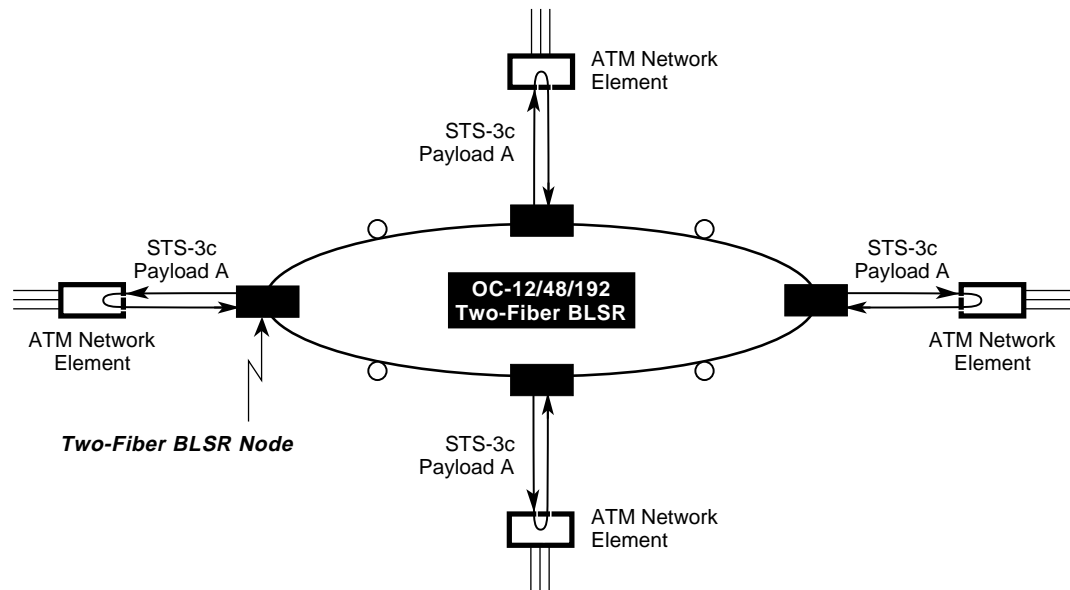 ATM Network
Element
STS-3c
Payload A
STS-3c
Payload A
OC-12/48/192
Two-Fiber BLSR
STS-3c
Payload A
ATM Network
Element
ATM Network
Element
Two-Fiber BLSR Node
STS-3c
Payload A
ATM Network
Element